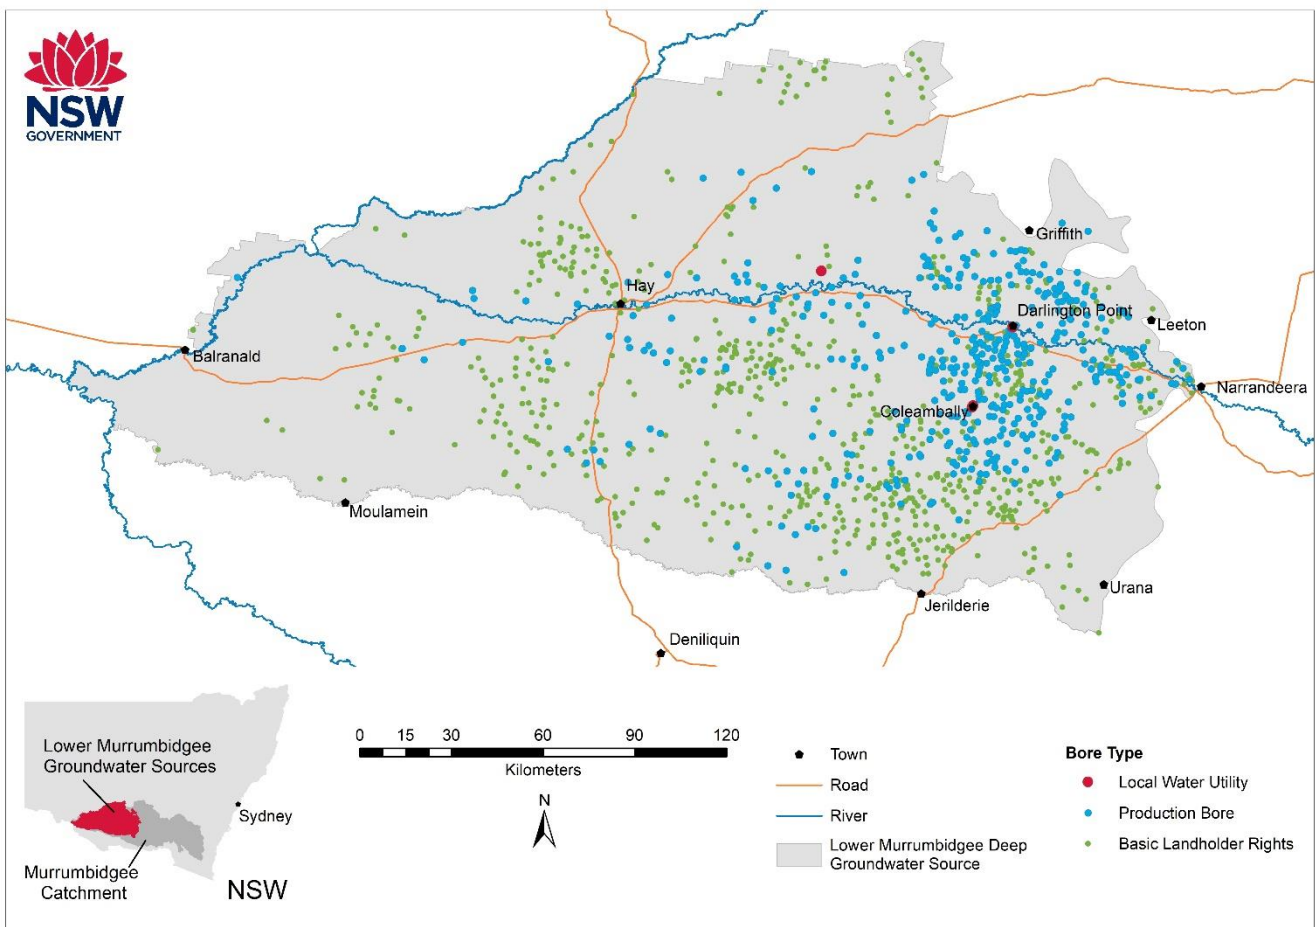 NSW
GOVERNMENT
Griffith
Hay
Darlington Point
Leeton
Balranald
Narrandeera
Coleambally
Moulamein
Urana
Jerilderie
Deniliquin
Lower Murrumbidgee
Groundwater Sources
Sydney
Murrumbidgee
Catchment
NSW
0 15 30 60 90 120
Kilometers
N
Town
Road
River
Lower Murrumbidgee Deep
Groundwater Source
Bore Type
Local Water Utility
Production Bore
Basic Landholder Rights